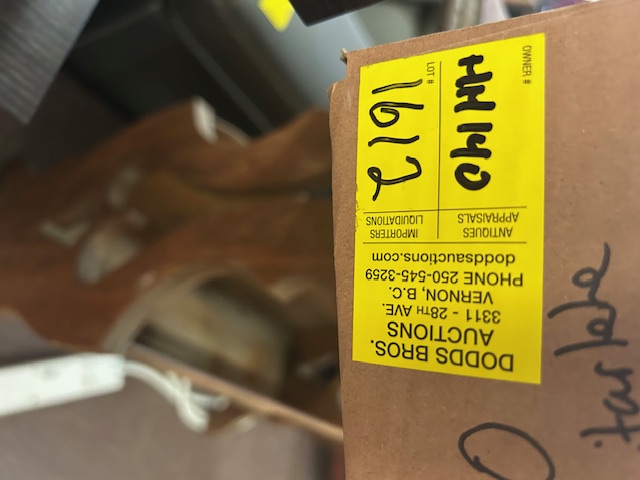 DODDS BROS.
AUCTIONS
3311 - 28TH AVE.
VERNON, B.C.
PHONE 250-545-3259
doddsauctions.com
ANTIQUES
APPRAISALS
IMPORTERS
LIQUIDATIONS
OWNER #
HH140
LOT #
1612